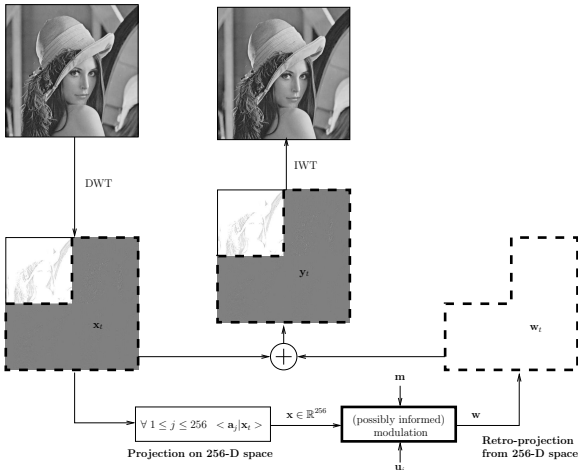 DWT
IWT
y_t
x_t
w_t
m
∀ 1 ≤ j ≤ 256 < a_j|x_t >
x ∈ ℝ^256
(possibly informed)
modulation
w
Projection on 256-D space
Retro-projection
from 256-D space
u_i